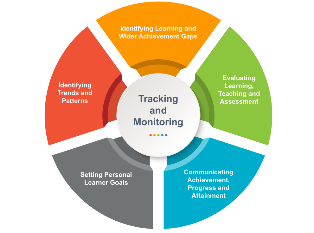 Identifying Learning and
Wider Achievement Gaps
Evaluating
Learning,
Teaching and
Assessment
Communicating
Achievement,
Progress and
Attainment
Setting Personal
Learner Goals
Identifying
Trends and
Patterns
Tracking
and
Monitoring